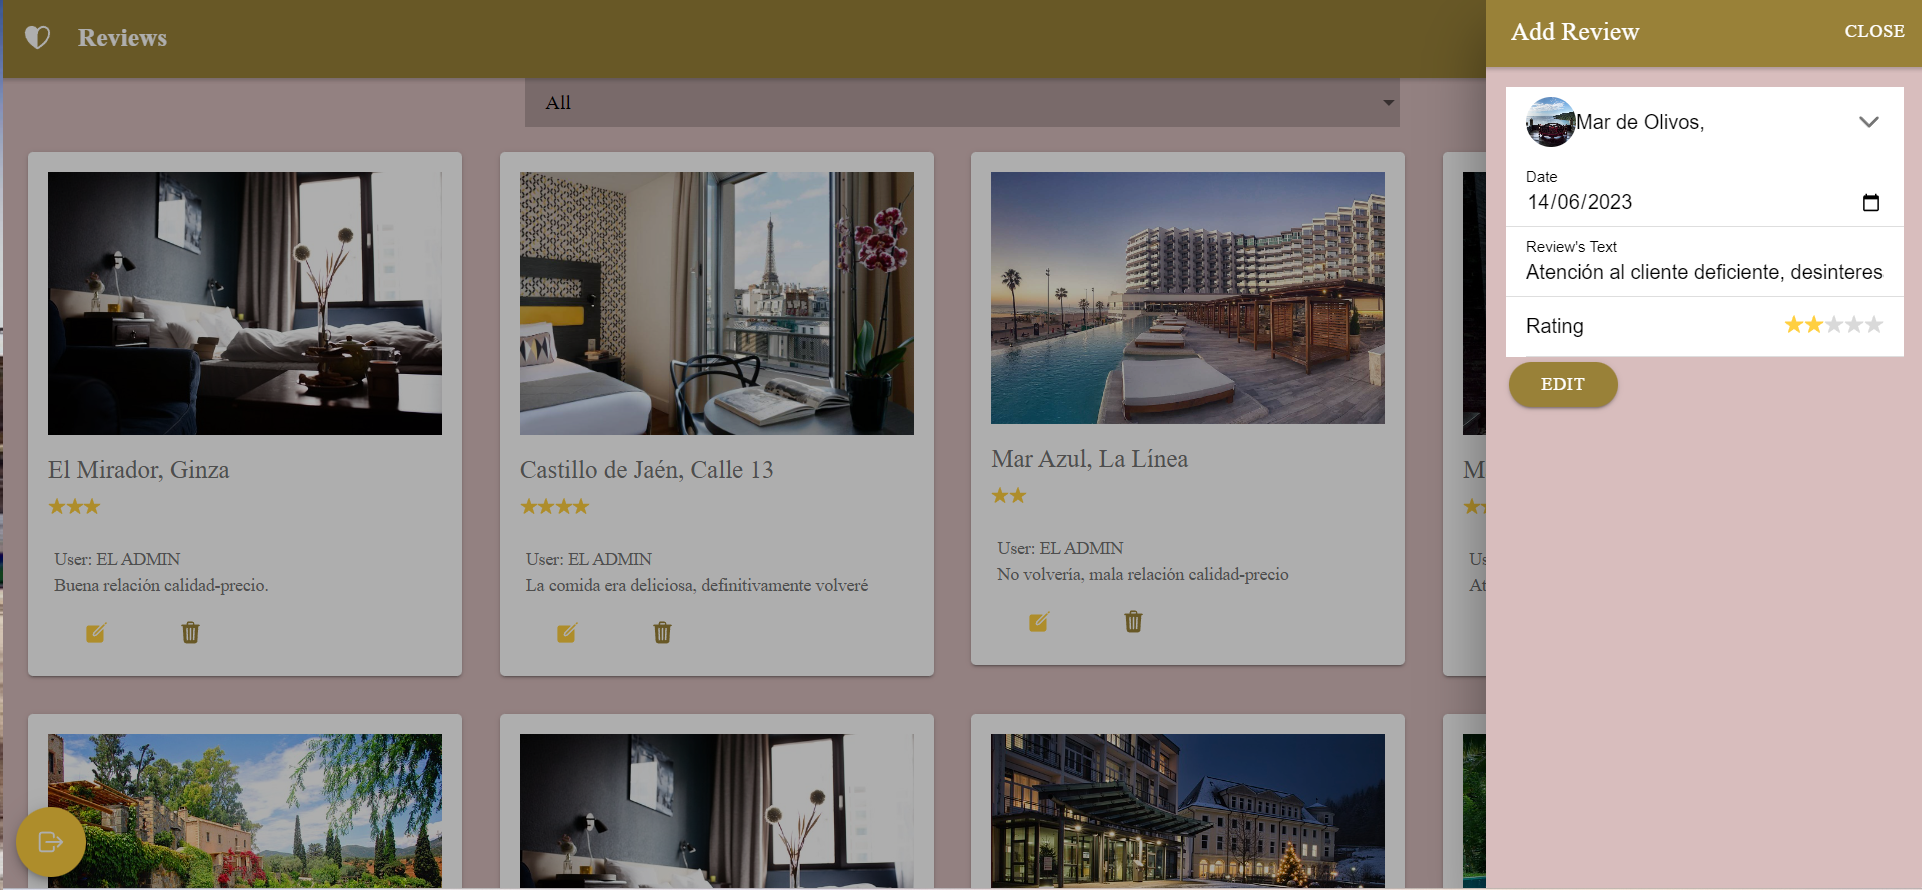 Reviews
All
El Mirador, Ginza
User: EL ADMIN
Buena relación calidad-precio.
Castillo de Jaén, Calle 13
User: EL ADMIN
La comida era deliciosa, definitivamente volveré
Mar Azul, La Línea
User: EL ADMIN
No volvería, mala relación calidad-precio
M
Us
At
Add Review
CLOSE
Mar de Olivos,
Date
14/06/2023
Review's Text
Atención al cliente deficiente, desinteres
Rating
EDIT